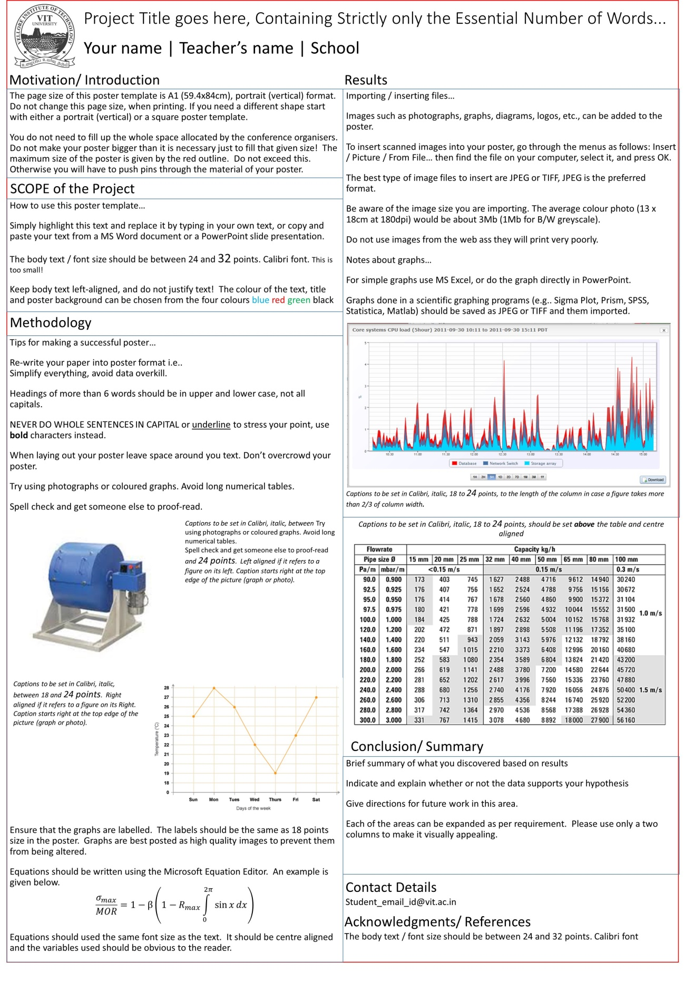 VELLORE INSTITUTE OF TECHNOLOGY
VIT
UNIVERSITY
Project Title goes here, Containing Strictly only the Essential Number of Words...
Your name | Teacher’s name | School
Motivation/ Introduction
The page size of this poster template is A1 (59.4x84cm), portrait (vertical) format.
Do not change this page size, when printing. If you need a different shape start
with either a portrait (vertical) or a square poster template.
You do not need to fill up the whole space allocated by the conference organisers.
Do not make your poster bigger than it is necessary just to fill that given size!  The
maximum size of the poster is given by the red outline.  Do not exceed this.
Otherwise you will have to push pins through the material of your poster.
SCOPE of the Project
How to use this poster template…
Simply highlight this text and replace it by typing in your own text, or copy and
paste your text from a MS Word document or a PowerPoint slide presentation.
The body text / font size should be between 24 and 32 points. Calibri font. This is
too small!
Keep body text left-aligned, and do not justify text!  The colour of the text, title
and poster background can be chosen from the four colours blue red green black
Methodology
Tips for making a successful poster…
Re-write your paper into poster format i.e..
Simplify everything, avoid data overkill.
Headings of more than 6 words should be in upper and lower case, not all
capitals.
NEVER DO WHOLE SENTENCES IN CAPITAL or underline to stress your point, use
bold characters instead.
When laying out your poster leave space around you text. Don’t overcrowd your
poster.
Try using photographs or coloured graphs. Avoid long numerical tables.
Spell check and get someone else to proof-read.
Captions to be set in Calibri, italic, between Try
using photographs or coloured graphs. Avoid long
numerical tables.
Spell check and get someone else to proof-read
and 24 points.  Left aligned if it refers to a
figure on its left. Caption starts right at the top
edge of the picture (graph or photo).
Captions to be set in Calibri, italic,
between 18 and 24 points.  Right
aligned if it refers to a figure on its Right.
Caption starts right at the top edge of the
picture (graph or photo).
Temperature (°C)
28
27
26
25
24
23
22
21
20
19
18
0
Sun Mon Tues Wed Thurs Fri Sat
Days of the week
Ensure that the graphs are labelled.  The labels should be the same as 18 points
size in the poster.  Graphs are best posted as high quality images to prevent them
from being altered.
Equations should be written using the Microsoft Equation Editor.  An example is
given below.
σmax/MOR = 1 − β(1 − Rmax ∫₀^2π sin x dx)
Equations should used the same font size as the text.  It should be centre aligned
and the variables used should be obvious to the reader.
Results
Importing / inserting files…
Images such as photographs, graphs, diagrams, logos, etc., can be added to the
poster.
To insert scanned images into your poster, go through the menus as follows: Insert
/ Picture / From File… then find the file on your computer, select it, and press OK.
The best type of image files to insert are JPEG or TIFF, JPEG is the preferred
format.
Be aware of the image size you are importing. The average colour photo (13 x
18cm at 180dpi) would be about 3Mb (1Mb for B/W greyscale).
Do not use images from the web ass they will print very poorly.
Notes about graphs…
For simple graphs use MS Excel, or do the graph directly in PowerPoint.
Graphs done in a scientific graphing programs (e.g.. Sigma Plot, Prism, SPSS,
Statistica, Matlab) should be saved as JPEG or TIFF and them imported.
Core systems CPU load (5hour) 2011-09-30 10:11 to 2011-09-30 15:11 PDT
%
5
4
3
2
1
0
10:30 11:00 11:30 12:00 12:30 13:00 13:30 14:00 14:30 15:00
Database Network Switch Storage array
1H 2H 5H 1D 2D 7D 1M 3M 1Y
Download
Captions to be set in Calibri, italic, 18 to 24 points, to the length of the column in case a figure takes more
than 2/3 of column width.
Captions to be set in Calibri, italic, 18 to 24 points, should be set above the table and centre
aligned
Flowrate Capacity kg/h
Pipe size Ø 15 mm 20 mm 25 mm 32 mm 40 mm 50 mm 65 mm 80 mm 100 mm
Pa/m mbar/m <0.15 m/s 0.15 m/s 0.3 m/s
90.0 0.900 173 403 745 1627 2488 4716 9612 14940 30240
92.5 0.925 176 407 756 1652 2524 4788 9756 15156 30672
95.0 0.950 176 414 767 1678 2560 4860 9900 15372 31104
97.5 0.975 180 421 778 1699 2596 4932 10044 15552 31500 1.0 m/s
100.0 1.000 184 425 788 1724 2632 5004 10152 15768 31932
120.0 1.200 202 472 871 1897 2898 5508 11196 17352 35100
140.0 1.400 220 511 943 2059 3143 5976 12132 18792 38160
160.0 1.600 234 547 1015 2210 3373 6408 12996 20160 40680
180.0 1.800 252 583 1080 2354 3589 6804 13824 21420 43200
200.0 2.000 266 619 1141 2488 3780 7200 14580 22644 45720
220.0 2.200 281 652 1202 2617 3996 7560 15336 23760 47880
240.0 2.400 288 680 1256 2740 4176 7920 16056 24876 50400 1.5 m/s
260.0 2.600 306 713 1310 2855 4356 8244 16740 25920 52200
280.0 2.800 317 742 1364 2970 4536 8568 17388 26928 54360
300.0 3.000 331 767 1415 3078 4680 8892 18000 27900 56160
Conclusion/ Summary
Brief summary of what you discovered based on results
Indicate and explain whether or not the data supports your hypothesis
Give directions for future work in this area.
Each of the areas can be expanded as per requirement.  Please use only a two
columns to make it visually appealing.
Contact Details
Student_email_id@vit.ac.in
Acknowledgments/ References
The body text / font size should be between 24 and 32 points. Calibri font